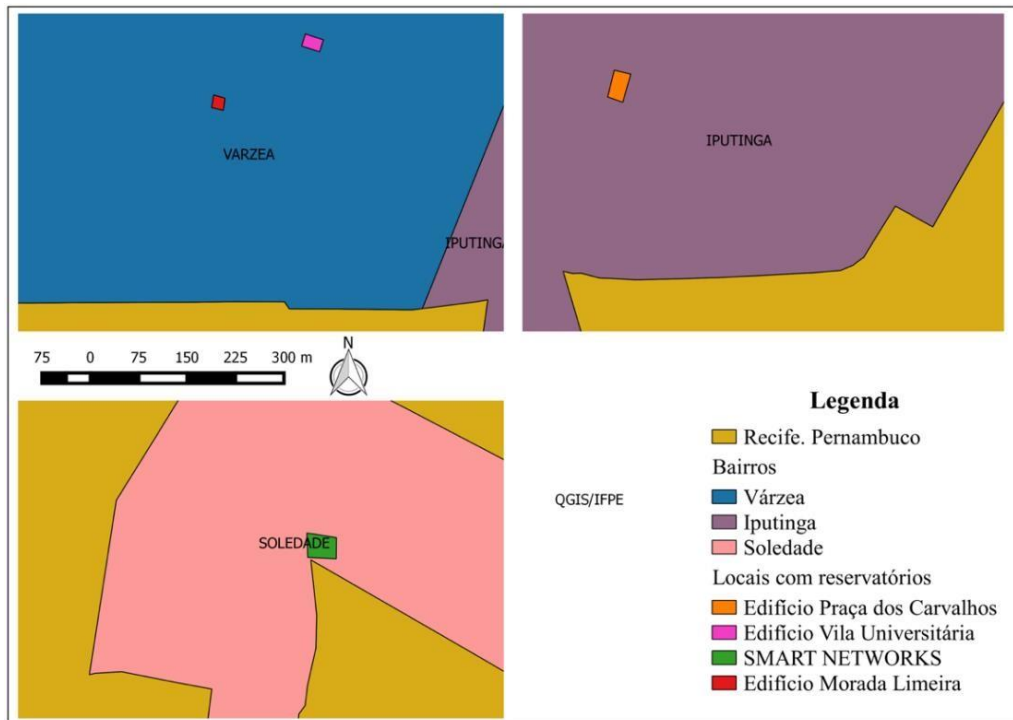 VARZEA
IPUTINGA
IPUTINGA
75 0 75 150 225 300 m
N
SOLEDADE
QGIS/IFPE
Legenda
Recife. Pernambuco
Bairros
Várzea
Iputinga
Soledade
Locais com reservatórios
Edifício Praça dos Carvalhos
Edifício Vila Universitária
SMART NETWORKS
Edifício Morada Limeira